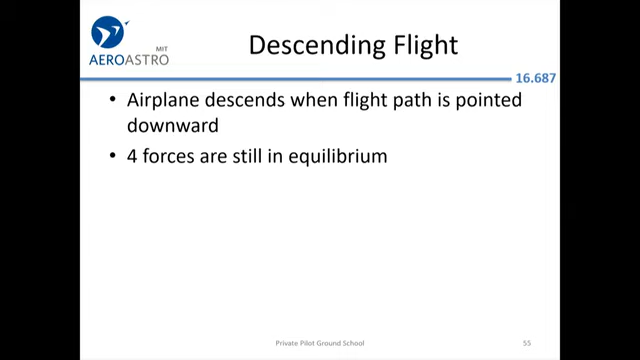 MIT
AEROASTRO
Descending Flight
16.687
• Airplane descends when flight path is pointed
downward
• 4 forces are still in equilibrium
Private Pilot Ground School
55